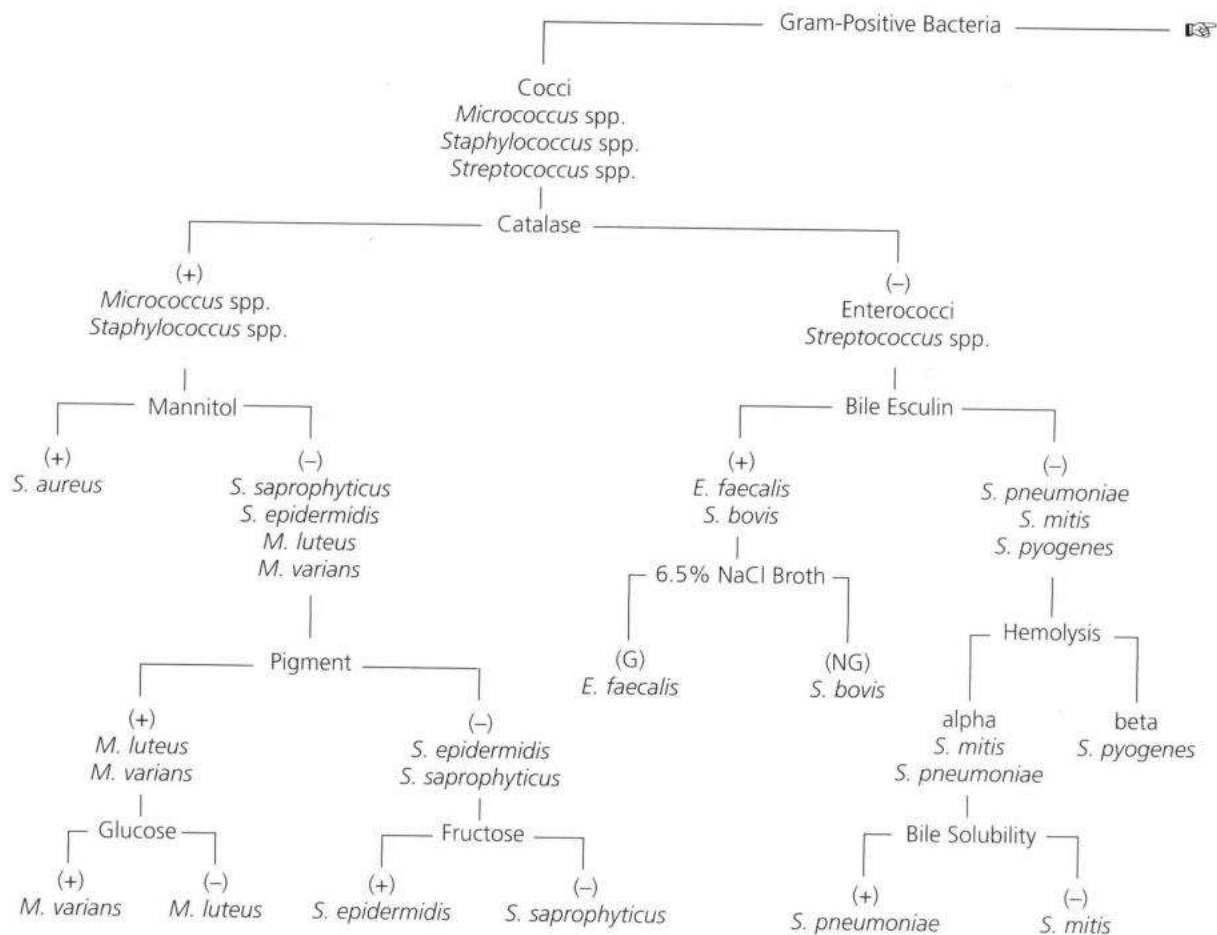 Gram-Positive Bacteria
Cocci
Micrococcus spp.
Staphylococcus spp.
Streptococcus spp.
Catalase
(+)
Micrococcus spp.
Staphylococcus spp.
(–)
Enterococci
Streptococcus spp.
Mannitol
(+)
S. aureus
(–)
S. saprophyticus
S. epidermidis
M. luteus
M. varians
Bile Esculin
(+)
E. faecalis
S. bovis
(–)
S. pneumoniae
S. mitis
S. pyogenes
6.5% NaCl Broth
(G)
E. faecalis
(NG)
S. bovis
Hemolysis
alpha
S. mitis
S. pneumoniae
beta
S. pyogenes
Pigment
(+)
M. luteus
M. varians
(–)
S. epidermidis
S. saprophyticus
Glucose
(+)
M. varians
(–)
M. luteus
Fructose
(+)
S. epidermidis
(–)
S. saprophyticus
Bile Solubility
(+)
S. pneumoniae
(–)
S. mitis